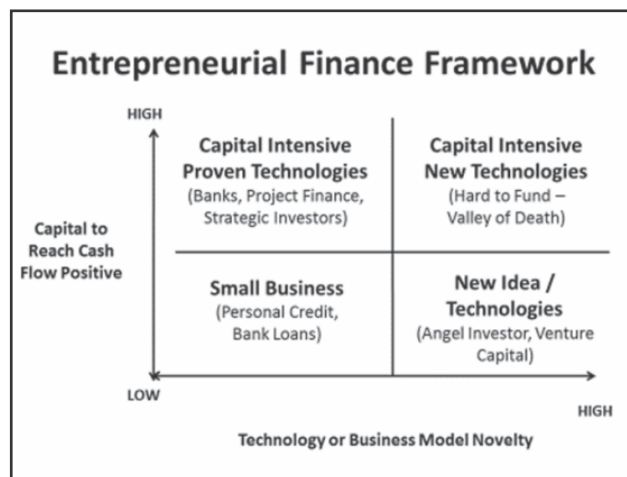 Entrepreneurial Finance Framework
HIGH
Capital Intensive
Proven Technologies
(Banks, Project Finance,
Strategic Investors)
Capital Intensive
New Technologies
(Hard to Fund –
Valley of Death)
Capital to
Reach Cash
Flow Positive
Small Business
(Personal Credit,
Bank Loans)
New Idea /
Technologies
(Angel Investor, Venture
Capital)
LOW
HIGH
Technology or Business Model Novelty